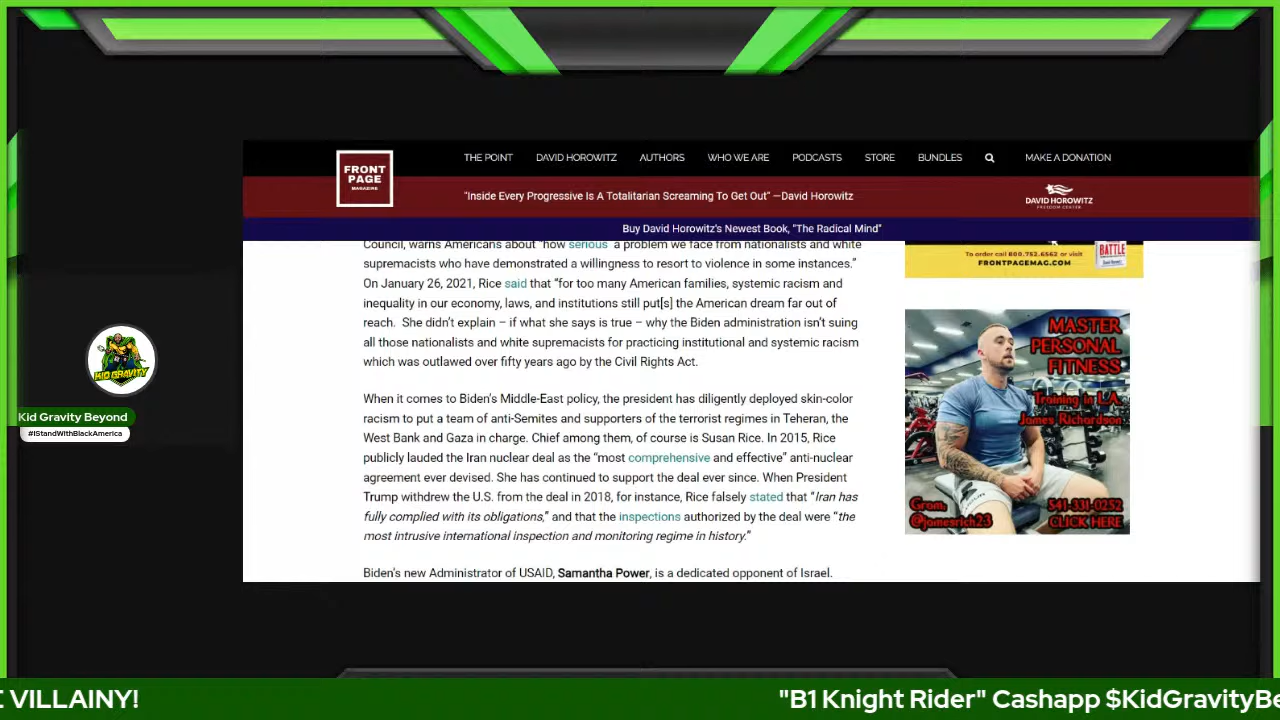 THE POINT DAVID HOROWITZ AUTHORS WHO WE ARE PODCASTS STORE BUNDLES MAKE A DONATION
FRONT
PAGE
MAGAZINE
"Inside Every Progressive Is A Totalitarian Screaming To Get Out" —David Horowitz
DAVID HOROWITZ
FREEDOM CENTER
Buy David Horowitz's Newest Book, "The Radical Mind"
Council, warns Americans about "how serious a problem we face from nationalists and white
supremacists who have demonstrated a willingness to resort to violence in some instances."
On January 26, 2021, Rice said that "for too many American families, systemic racism and
inequality in our economy, laws, and institutions still put[s] the American dream far out of
reach. She didn't explain – if what she says is true – why the Biden administration isn't suing
all those nationalists and white supremacists for practicing institutional and systemic racism
which was outlawed over fifty years ago by the Civil Rights Act.
When it comes to Biden's Middle-East policy, the president has diligently deployed skin-color
racism to put a team of anti-Semites and supporters of the terrorist regimes in Teheran, the
West Bank and Gaza in charge. Chief among them, of course is Susan Rice. In 2015, Rice
publicly lauded the Iran nuclear deal as the "most comprehensive and effective" anti-nuclear
agreement ever devised. She has continued to support the deal ever since. When President
Trump withdrew the U.S. from the deal in 2018, for instance, Rice falsely stated that "Iran has
fully complied with its obligations," and that the inspections authorized by the deal were "the
most intrusive international inspection and monitoring regime in history."
Biden's new Administrator of USAID, Samantha Power, is a dedicated opponent of Israel.
To order call 800.752.6562 or visit
FRONTPAGEMAG.COM
BATTLE
MASTER
PERSONAL
FITNESS
Training in L.A.
James Richardson
Gram,
@jomesrich23
541-331-0252
CLICK HERE
KID GRAVITY
Kid Gravity Beyond
#IStandWithBlackAmerica
E VILLAINY! "B1 Knight Rider" Cashapp $KidGravityBe